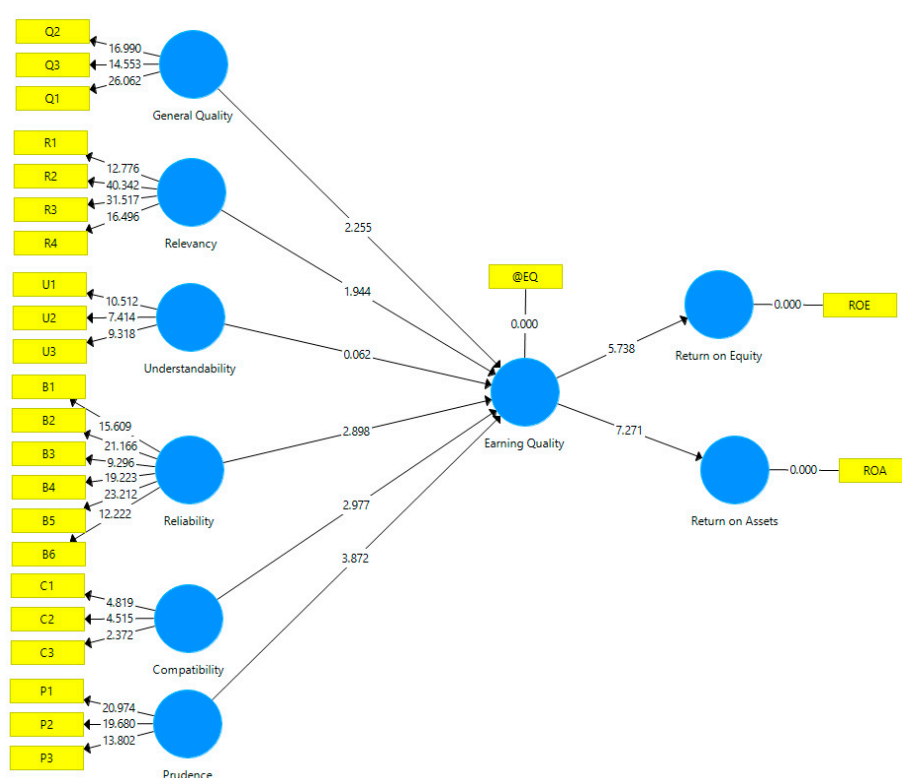 Q2
16.990
Q3
14.553
Q1
26.062
General Quality
R1
12.776
R2
40.342
R3
31.517
R4
16.496
Relevancy
U1
10.512
U2
7.414
U3
9.318
Understandability
B1
15.609
B2
21.166
B3
9.296
B4
19.223
B5
23.212
B6
12.222
Reliability
C1
4.819
C2
4.515
C3
2.372
Compatibility
P1
20.974
P2
19.680
P3
13.802
Prudence
2.255
1.944
0.062
2.898
2.977
3.872
@EQ
0.000
Earning Quality
5.738
7.271
Return on Equity
0.000
ROE
Return on Assets
0.000
ROA